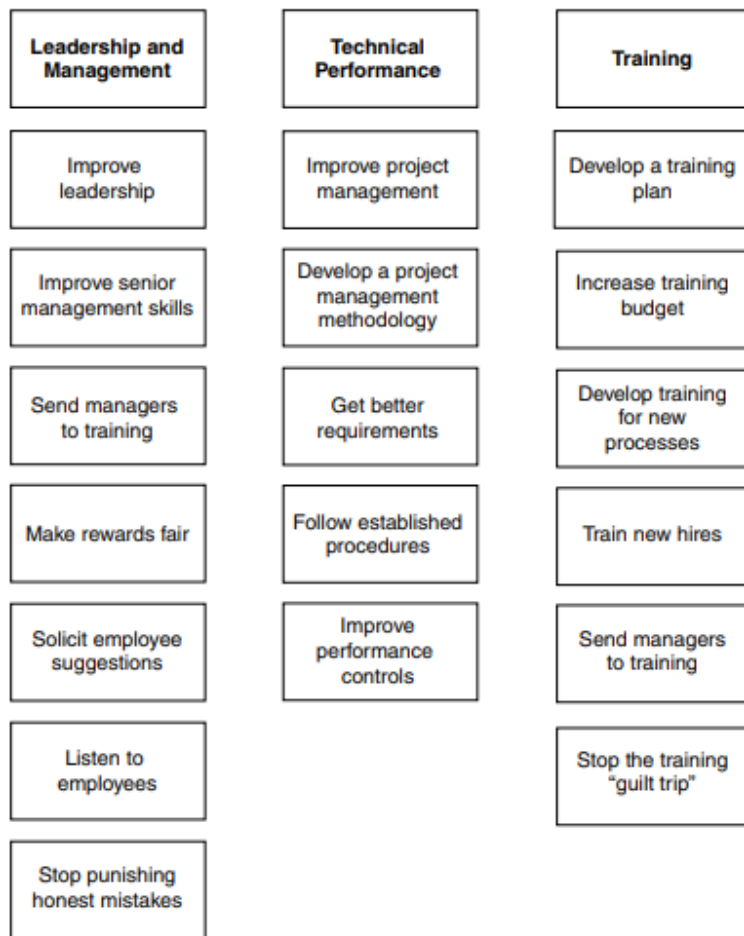 Leadership and
Management
Improve
leadership
Improve senior
management skills
Send managers
to training
Make rewards fair
Solicit employee
suggestions
Listen to
employees
Stop punishing
honest mistakes
Technical
Performance
Improve project
management
Develop a project
management
methodology
Get better
requirements
Follow established
procedures
Improve
performance
controls
Training
Develop a training
plan
Increase training
budget
Develop training
for new
processes
Train new hires
Send managers
to training
Stop the training
“guilt trip”